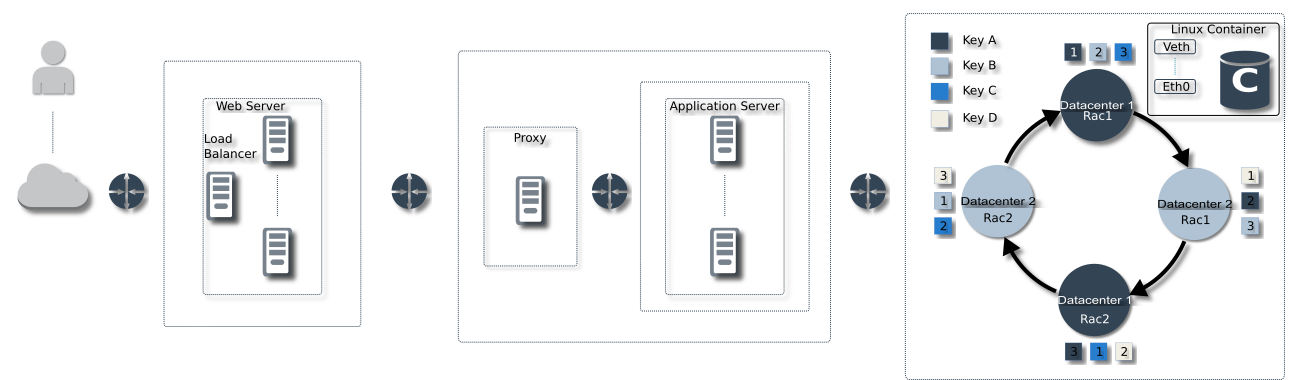 Web Server
Load
Balancer
Proxy
Application Server
Key A
Key B
Key C
Key D
1 2 3
Linux Container
Veth
Eth0
C
Datacenter 1
Rac1
3
1
2
Datacenter 2
Rac2
Datacenter 2
Rac1
1
2
3
Datacenter 1
Rac2
3 1 2